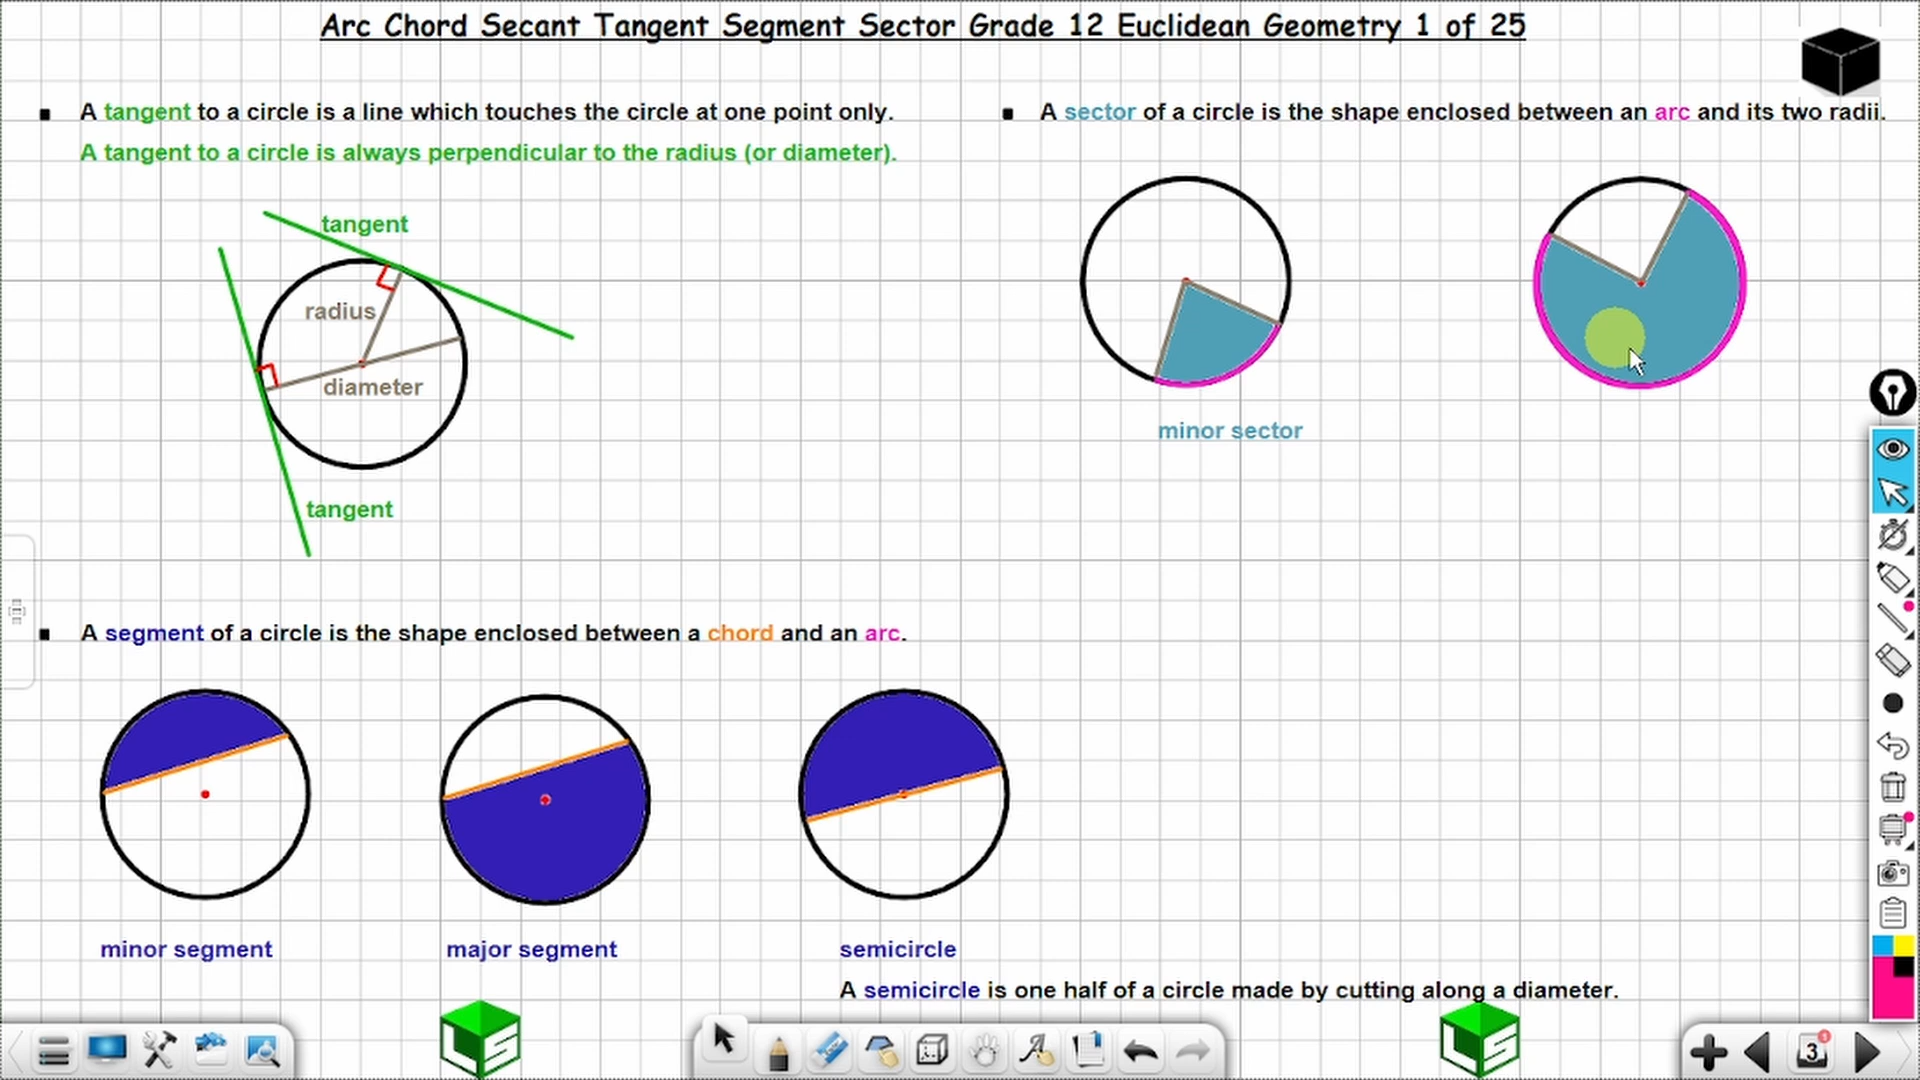 Arc Chord Secant Tangent Segment Sector Grade 12 Euclidean Geometry 1 of 25
A tangent to a circle is a line which touches the circle at one point only.
A tangent to a circle is always perpendicular to the radius (or diameter).
tangent
radius
diameter
tangent
A sector of a circle is the shape enclosed between an arc and its two radii.
minor sector
A segment of a circle is the shape enclosed between a chord and an arc.
minor segment
major segment
semicircle
A semicircle is one half of a circle made by cutting along a diameter.
LS
LS
3
1